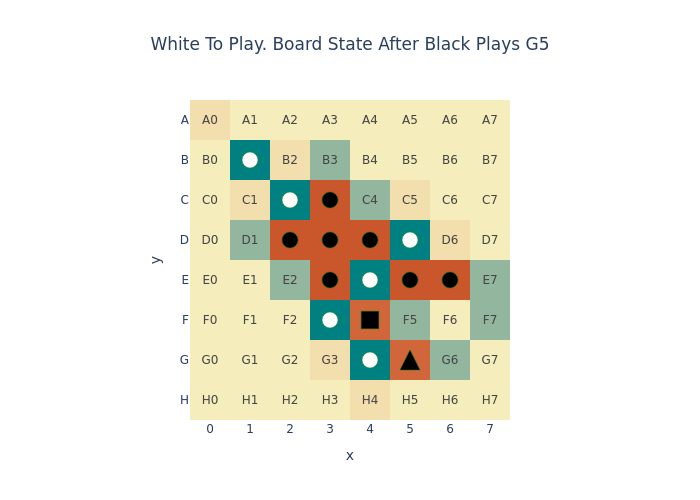 White To Play. Board State After Black Plays G5
A A0 A1 A2 A3 A4 A5 A6 A7
B B0 B2 B3 B4 B5 B6 B7
C C0 C1 C4 C5 C6 C7
D D0 D1 D6 D7
E E0 E1 E2 E7
F F0 F1 F2 F5 F6 F7
G G0 G1 G2 G3 G6 G7
H H0 H1 H2 H3 H4 H5 H6 H7
0 1 2 3 4 5 6 7
x
y